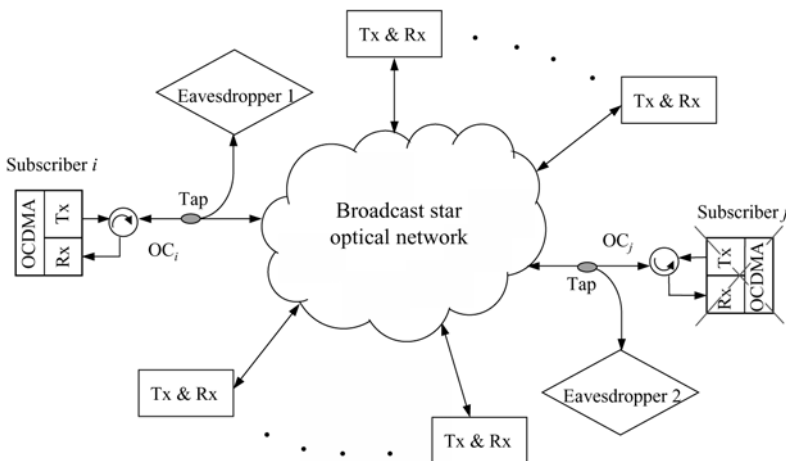 Tx & Rx
Eavesdropper 1
Tx & Rx
Subscriber i
OCDMA
Tx
Rx
Tap
OCi
Broadcast star
optical network
Subscriber j
OCj
Tap
Tx
Rx
OCDMA
Tx & Rx
Eavesdropper 2
Tx & Rx